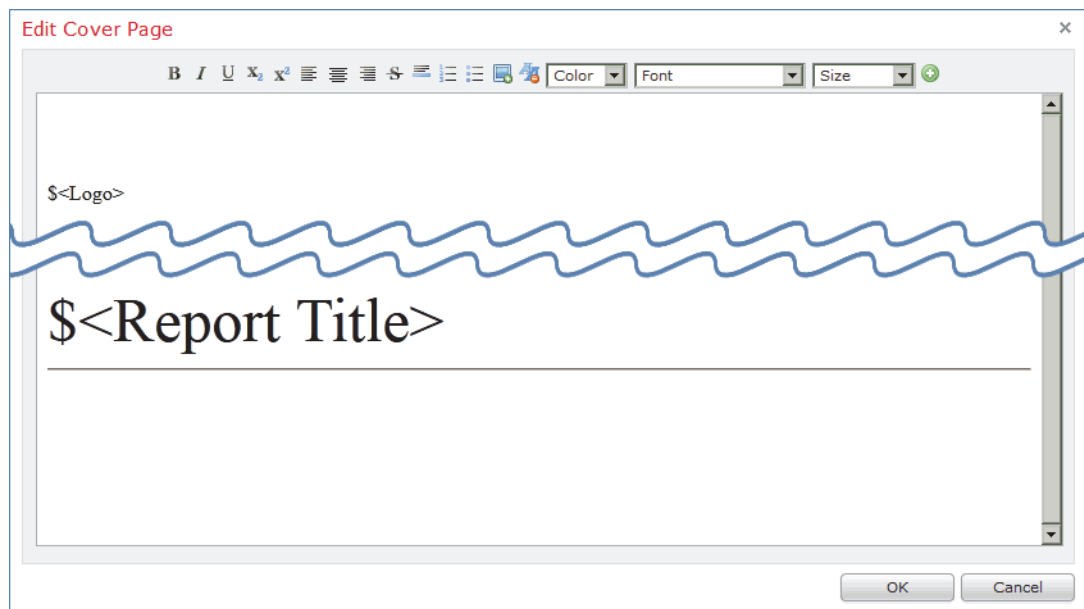 Edit Cover Page
B I U X₂ X² S Color Font Size
$<Logo>
$<Report Title>
OK Cancel